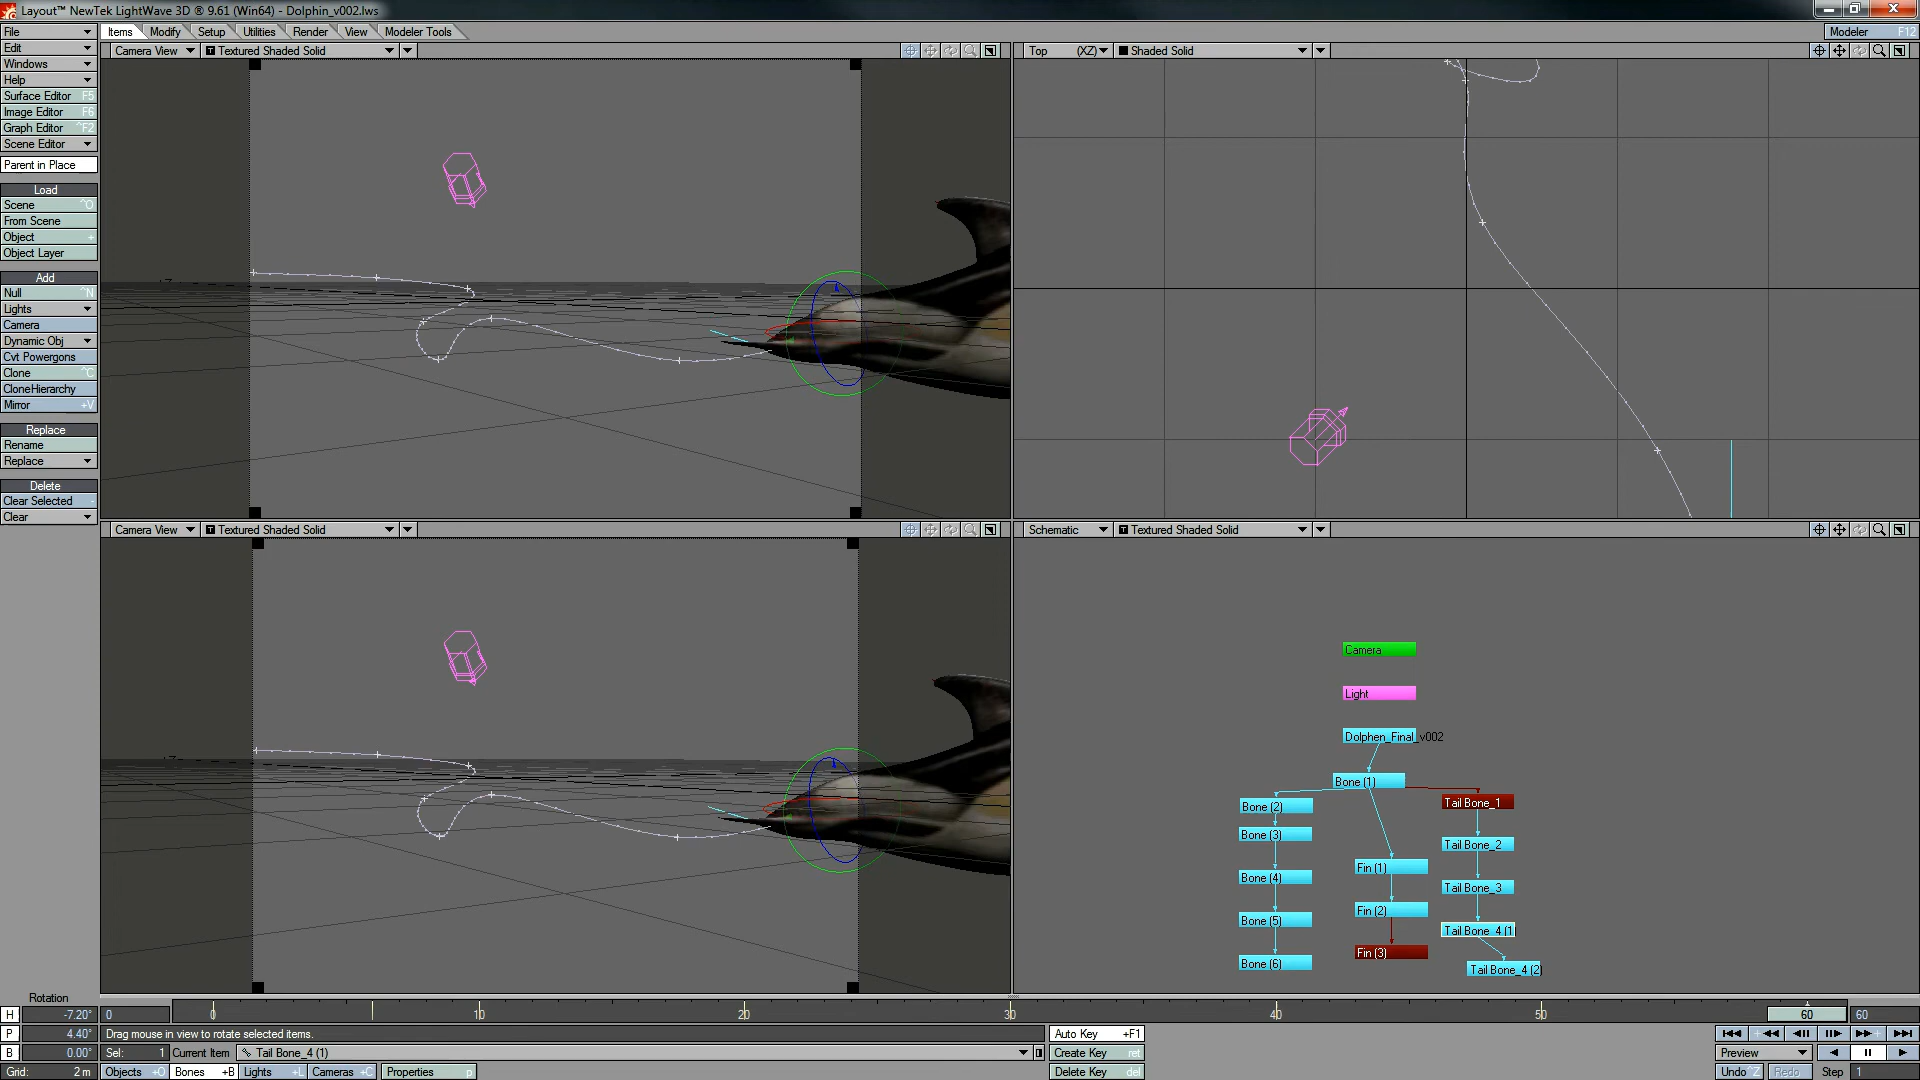 Layout™ NewTek LightWave 3D ® 9.61 (Win64) - Dolphin_v002.lws
File
Edit
Windows
Help
Surface Editor F5
Image Editor F6
Graph Editor ^F2
Scene Editor
Parent in Place
Load
Scene ^O
From Scene
Object +
Object Layer
Add
Null ^N
Lights
Camera
Dynamic Obj
Cvt Powergons
Clone ^C
CloneHierarchy
Mirror +V
Replace
Rename
Replace
Delete
Clear Selected -
Clear
Items Modify Setup Utilities Render View Modeler Tools
Modeler F12
Camera View T Textured Shaded Solid
Top (XZ) Shaded Solid
Camera View T Textured Shaded Solid
Schematic T Textured Shaded Solid
Camera
Light
Dolphen_Final_v002
Bone (1)
Bone (2)
Tail Bone_1
Bone (3)
Tail Bone_2
Fin (1)
Bone (4)
Tail Bone_3
Fin (2)
Bone (5)
Tail Bone_4 (1
Fin (3)
Bone (6)
Tail Bone_4 (2)
Rotation
H -7.20°
P 4.40°
B 0.00°
Grid: 2 m
0 0 10 20 30 40 50 60 60
Drag mouse in view to rotate selected items.
Sel: 1 Current Item Tail Bone_4 (1)
Objects +O Bones +B Lights +L Cameras +C Properties p
Auto Key +F1
Create Key ret
Delete Key del
Preview
Undo ^Z Redo Step 1